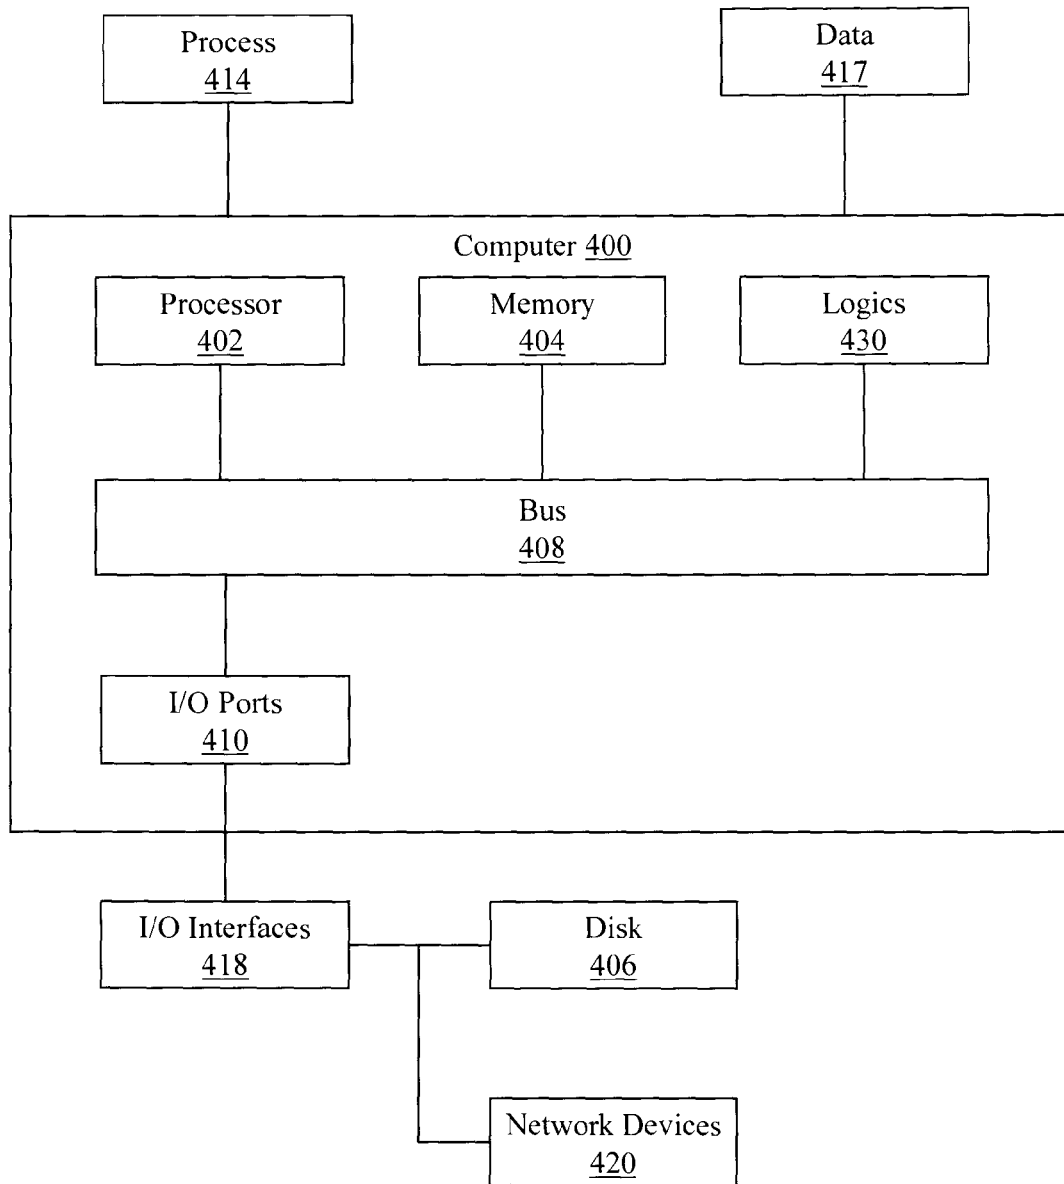 Process
414
Data
417
Computer 400
Processor
402
Memory
404
Logics
430
Bus
408
I/O Ports
410
I/O Interfaces
418
Disk
406
Network Devices
420